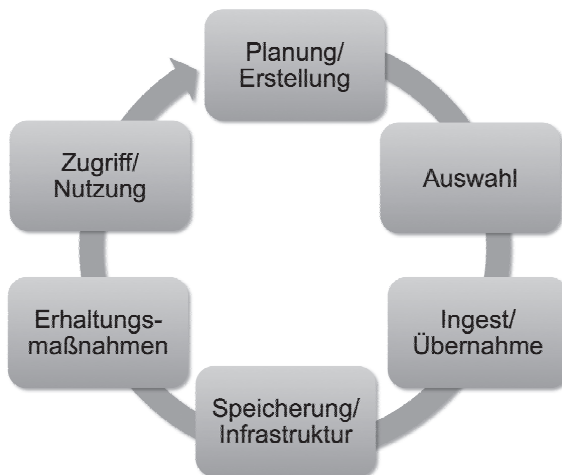 Planung/
Erstellung
Auswahl
Ingest/
Übernahme
Speicherung/
Infrastruktur
Erhaltungs-
maßnahmen
Zugriff/
Nutzung